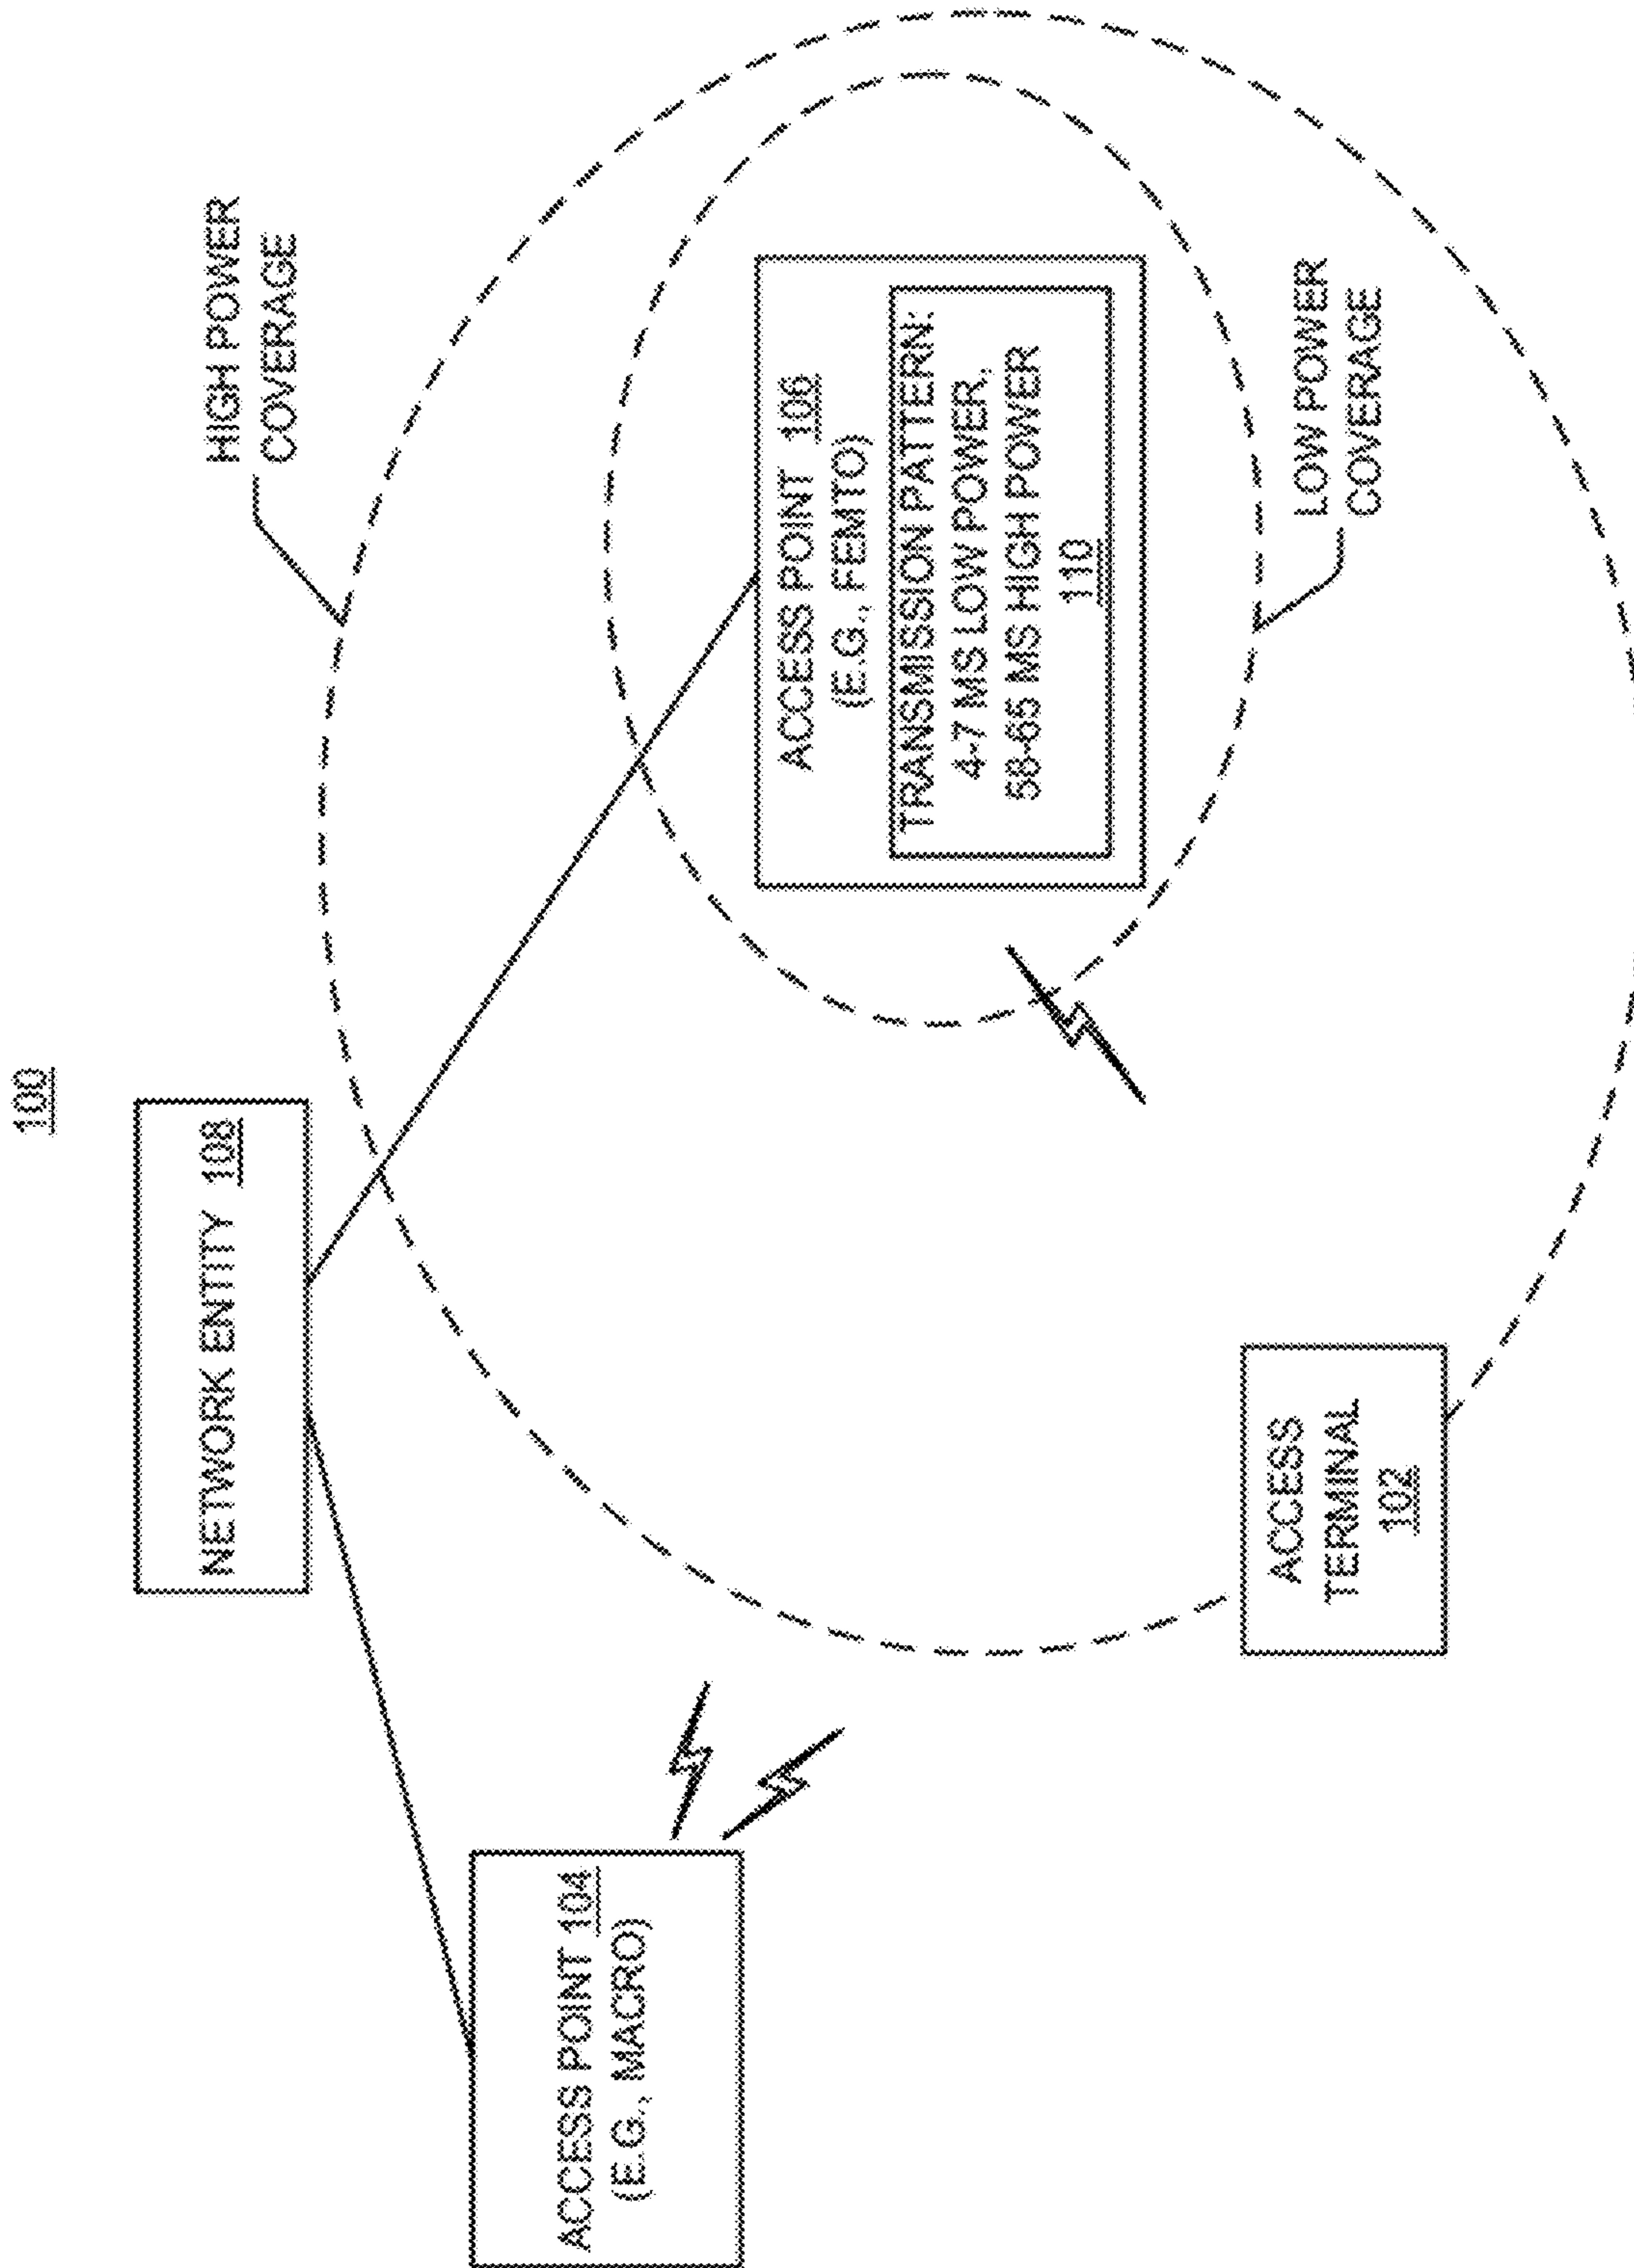 100
NETWORK ENTITY 108
HIGH POWER
COVERAGE
ACCESS POINT 104
(E.G., MACRO)
ACCESS POINT 106
(E.G., FEMTO)
TRANSMISSION PATTERN:
4-7 MS LOW POWER,
58-65 MS HIGH POWER
110
ACCESS
TERMINAL
102
LOW POWER
COVERAGE